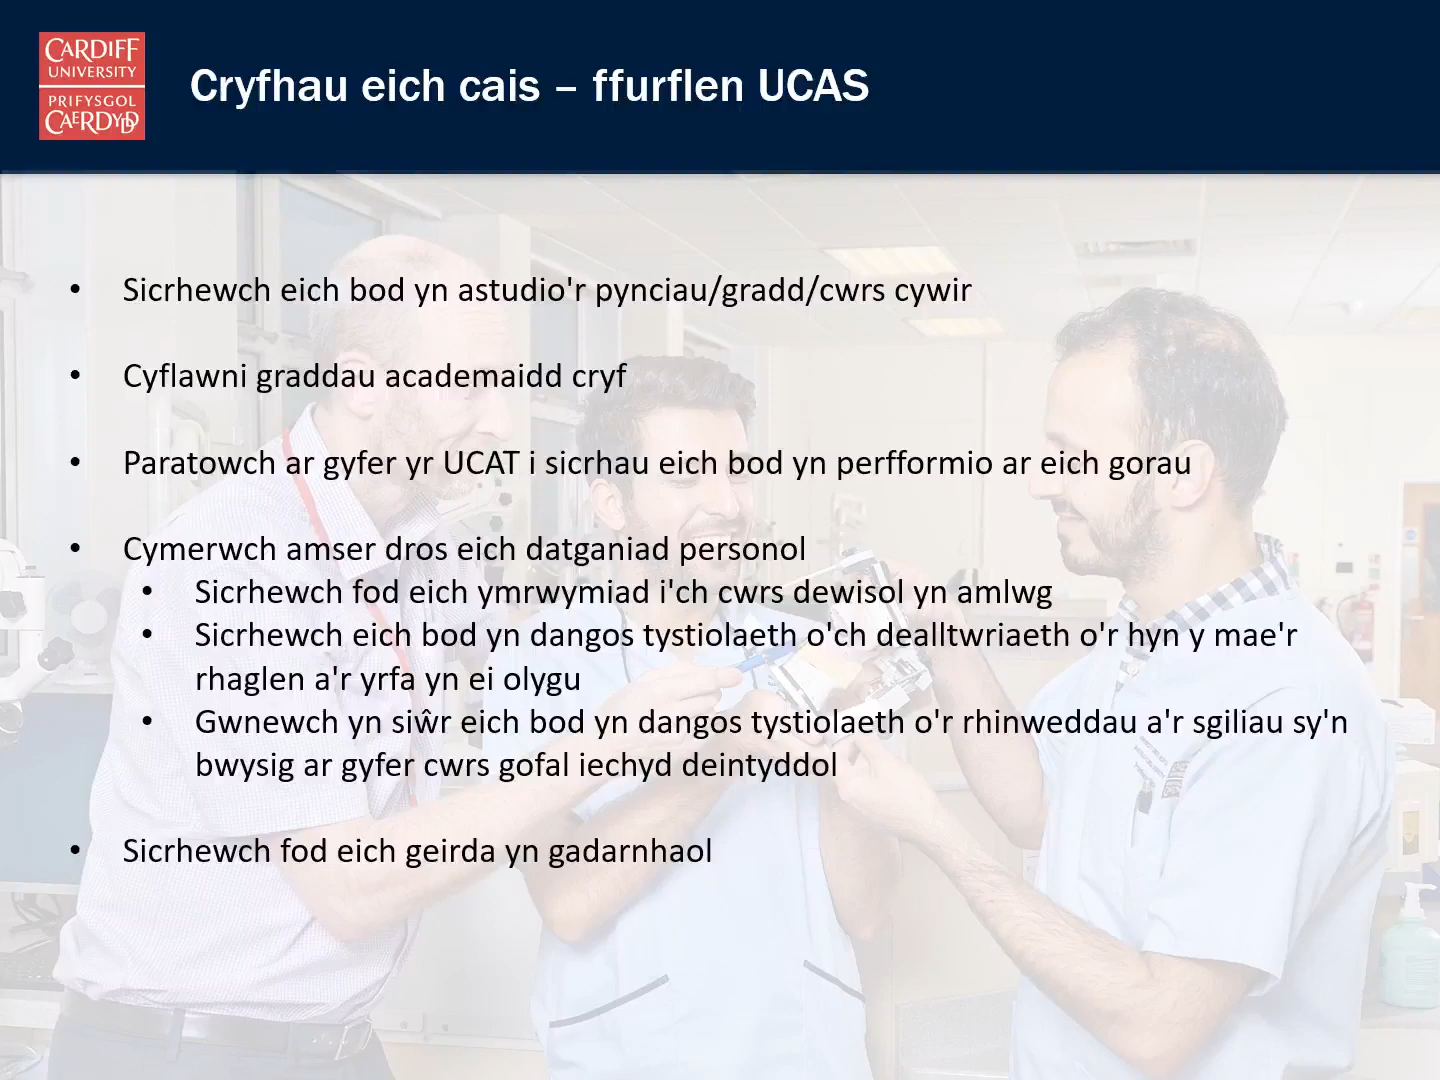 CARDIFF
UNIVERSITY
PRIFYSGOL
CAERDYDD
Cryfhau eich cais – ffurflen UCAS
• Sicrhewch eich bod yn astudio'r pynciau/gradd/cwrs cywir
• Cyflawni graddau academaidd cryf
• Paratowch ar gyfer yr UCAT i sicrhau eich bod yn perfformio ar eich gorau
• Cymerwch amser dros eich datganiad personol
• Sicrhewch fod eich ymrwymiad i'ch cwrs dewisol yn amlwg
• Sicrhewch eich bod yn dangos tystiolaeth o'ch dealltwriaeth o'r hyn y mae'r
rhaglen a'r yrfa yn ei olygu
• Gwnewch yn siŵr eich bod yn dangos tystiolaeth o'r rhinweddau a'r sgiliau sy'n
bwysig ar gyfer cwrs gofal iechyd deintyddol
• Sicrhewch fod eich geirda yn gadarnhaol